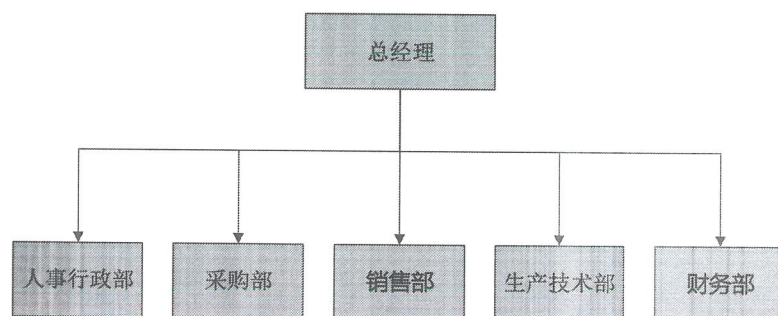 总经理
人事行政部
采购部
销售部
生产技术部
财务部